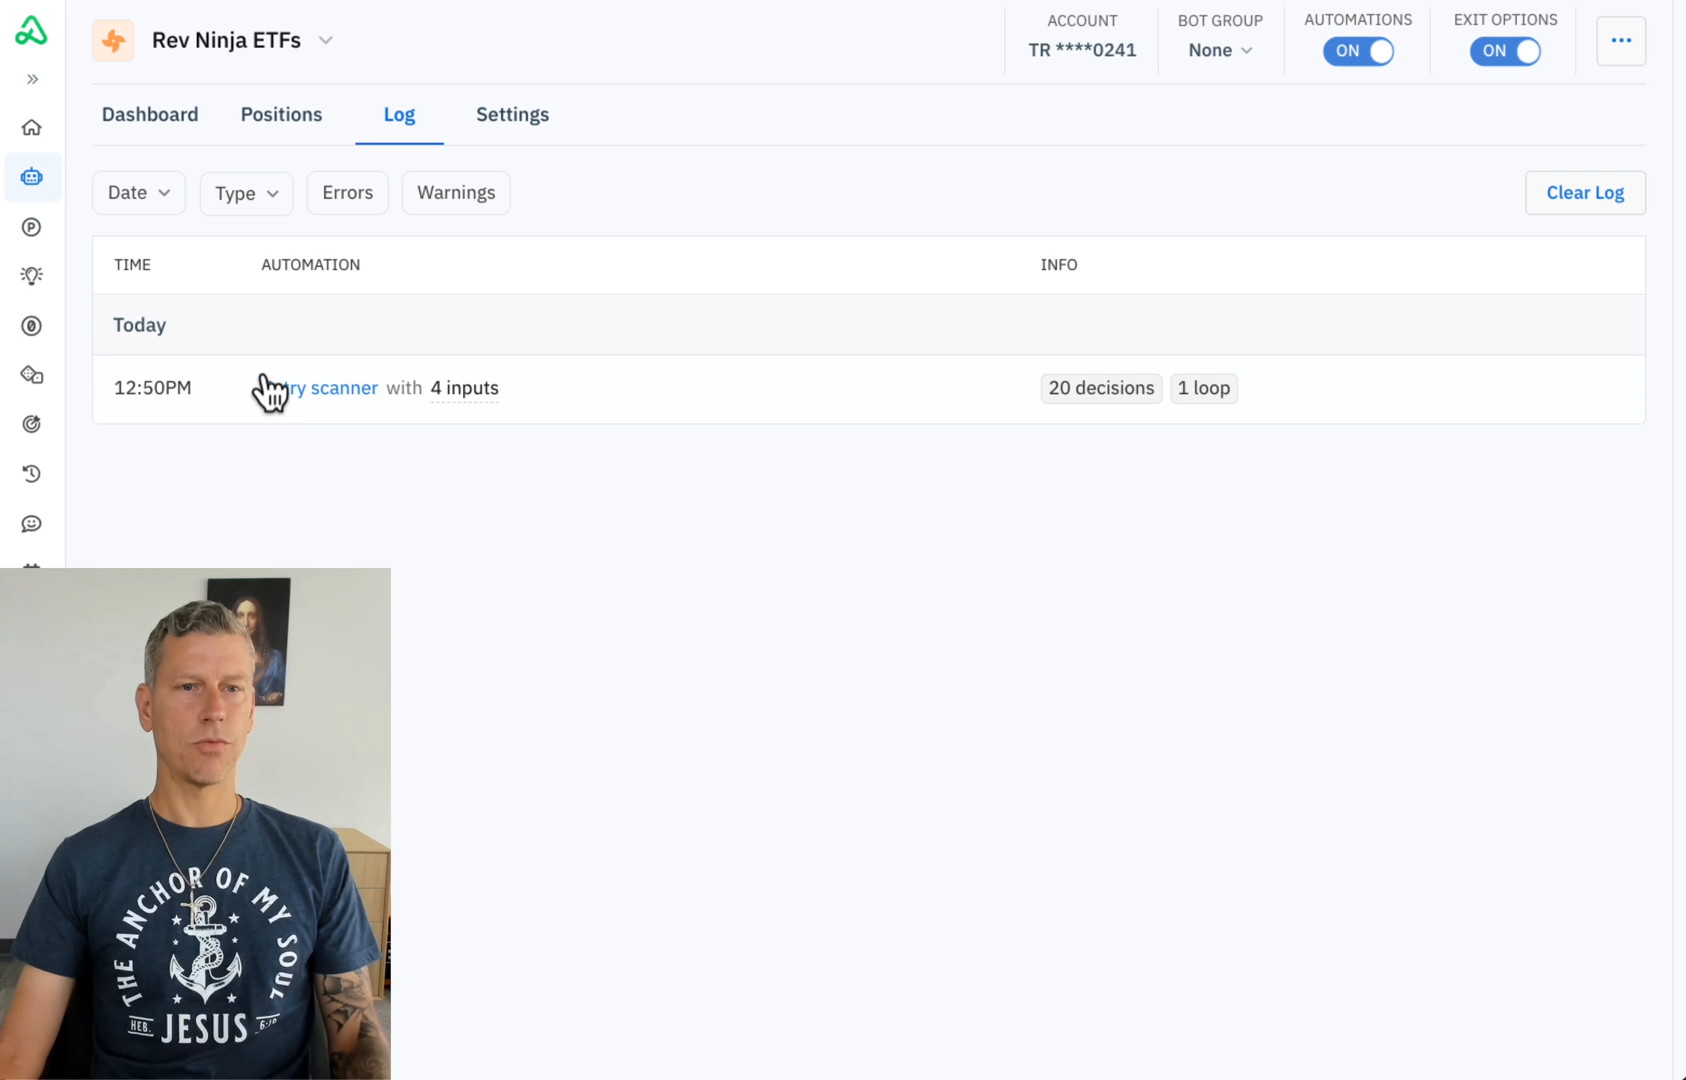 Rev Ninja ETFs
ACCOUNT
TR ****0241
BOT GROUP
None
AUTOMATIONS
ON
EXIT OPTIONS
ON
Dashboard
Positions
Log
Settings
Date
Type
Errors
Warnings
Clear Log
TIME
AUTOMATION
INFO
Today
12:50PM
ry scanner with 4 inputs
20 decisions
1 loop
THE ANCHOR OF MY SOUL
HEB.
JESUS